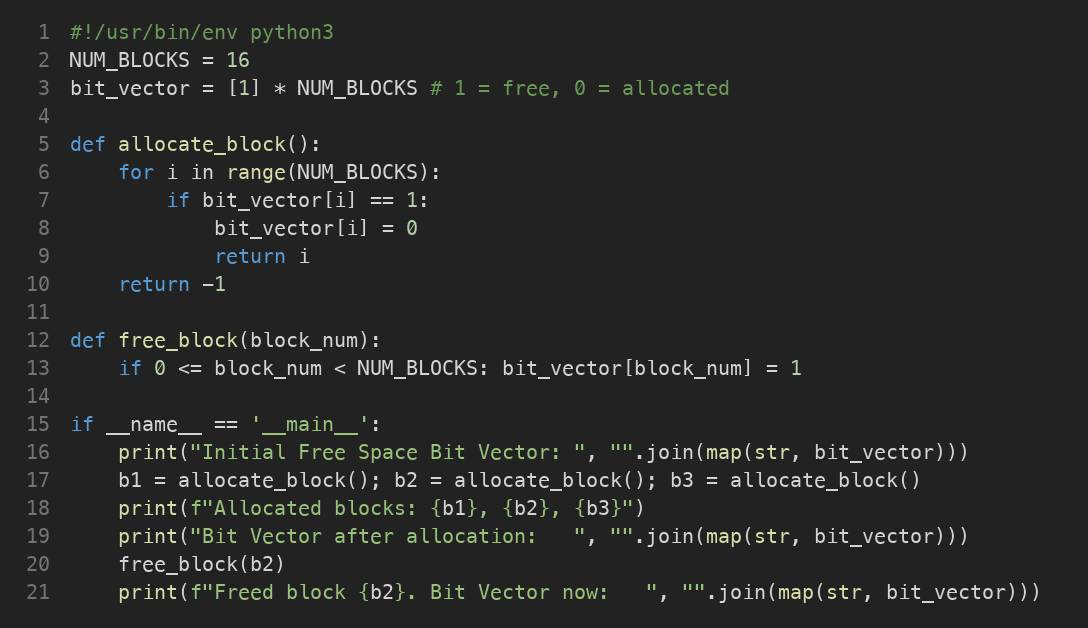 1 #!/usr/bin/env python3
2 NUM_BLOCKS = 16
3 bit_vector = [1] * NUM_BLOCKS # 1 = free, 0 = allocated
4
5 def allocate_block():
6     for i in range(NUM_BLOCKS):
7         if bit_vector[i] == 1:
8             bit_vector[i] = 0
9             return i
10     return -1
11
12 def free_block(block_num):
13     if 0 <= block_num < NUM_BLOCKS: bit_vector[block_num] = 1
14
15 if __name__ == '__main__':
16     print("Initial Free Space Bit Vector: ", "".join(map(str, bit_vector)))
17     b1 = allocate_block(); b2 = allocate_block(); b3 = allocate_block()
18     print(f"Allocated blocks: {b1}, {b2}, {b3}")
19     print("Bit Vector after allocation:   ", "".join(map(str, bit_vector)))
20     free_block(b2)
21     print(f"Freed block {b2}. Bit Vector now:   ", "".join(map(str, bit_vector)))